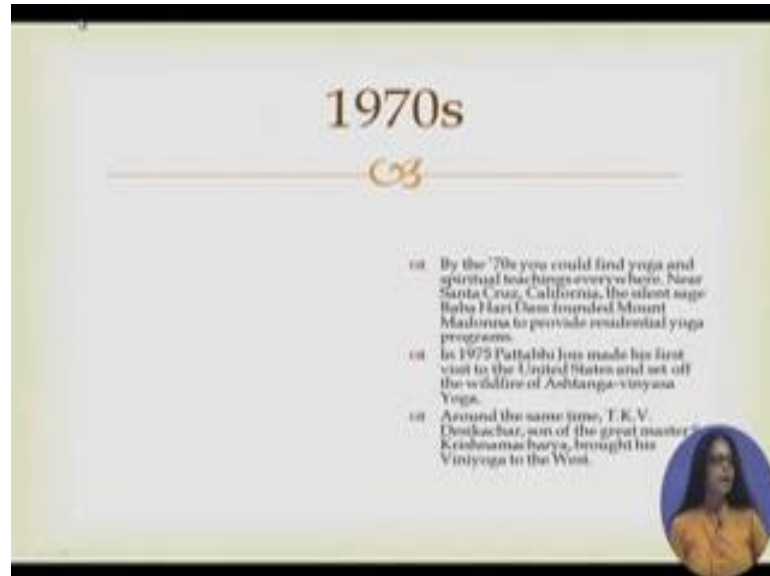 1970s
By the '70s you could find yoga and
spiritual teachings everywhere. Near
Santa Cruz, California, the silent sage
Baba Hari Dass founded Mount
Madonna to provide residential yoga
programs.
In 1975 Pattabhi Jois made his first
visit to the United States and set off
the wildfire of Ashtanga-vinyasa
Yoga.
Around the same time, T.K.V.
Desikachar, son of the great master
Krishnamacharya, brought his
Viniyoga to the West.